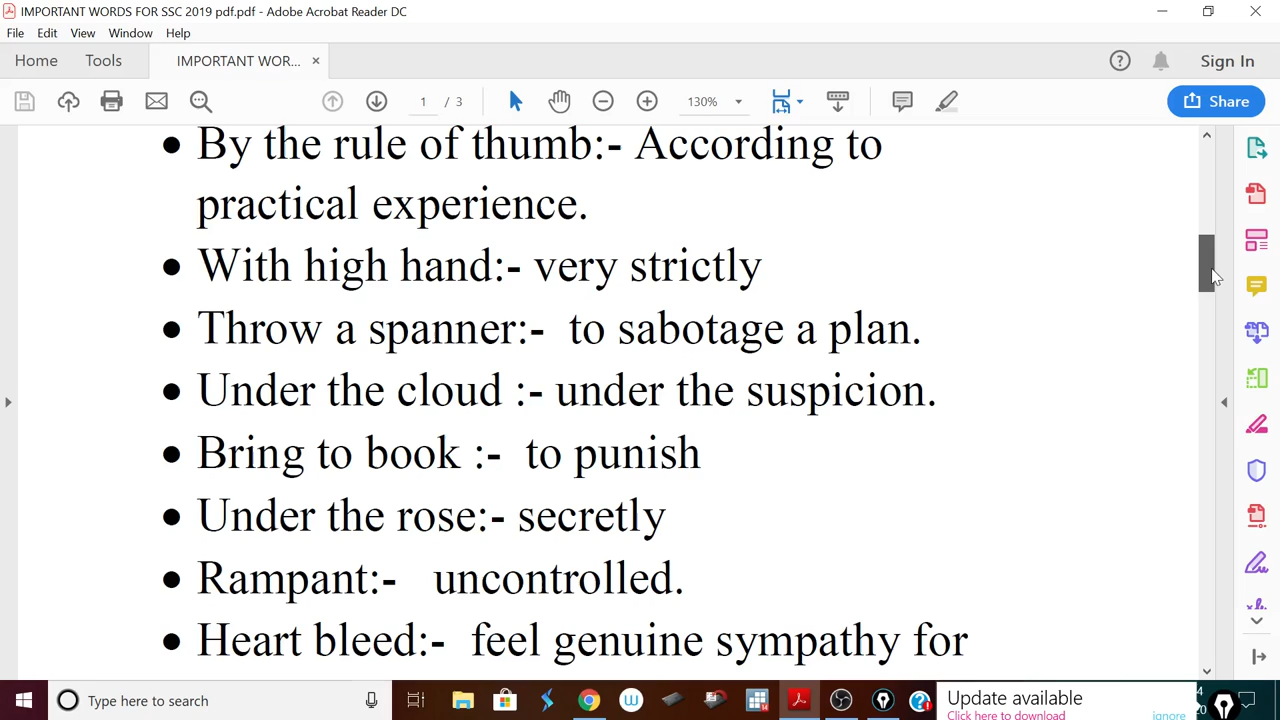 IMPORTANT WORDS FOR SSC 2019 pdf.pdf - Adobe Acrobat Reader DC
File Edit View Window Help
Home Tools IMPORTANT WOR... × Sign In
1 / 3 130% Share
• By the rule of thumb:- According to
practical experience.
• With high hand:- very strictly
• Throw a spanner:- to sabotage a plan.
• Under the cloud :- under the suspicion.
• Bring to book :- to punish
• Under the rose:- secretly
• Rampant:- uncontrolled.
• Heart bleed:- feel genuine sympathy for
Type here to search
Update available
Click here to download ignore